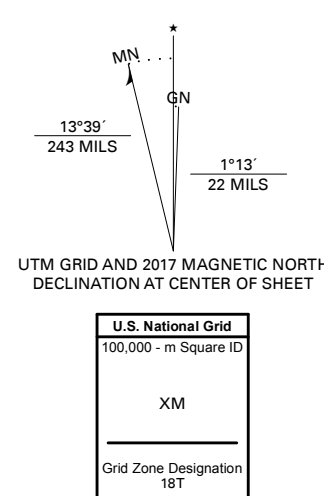 ★
MN
GN
13°39´
243 MILS
1°13´
22 MILS
UTM GRID AND 2017 MAGNETIC NORTH
DECLINATION AT CENTER OF SHEET
U.S. National Grid
100,000 - m Square ID
XM
Grid Zone Designation
18T